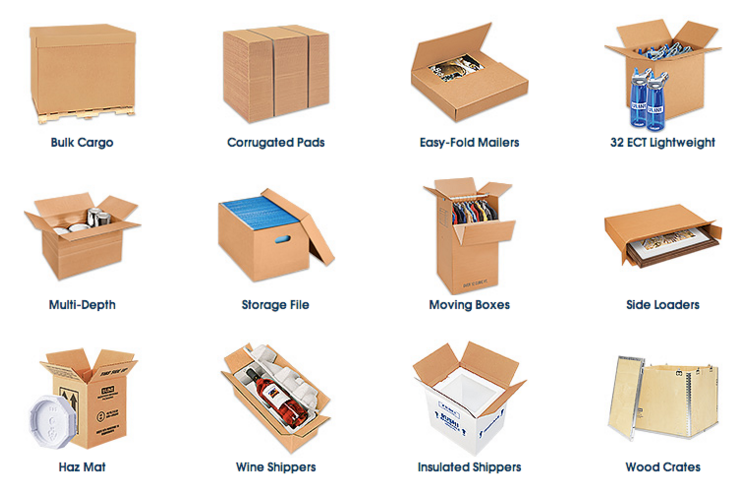 Bulk Cargo
Corrugated Pads
Easy-Fold Mailers
32 ECT Lightweight
Multi-Depth
Storage File
Moving Boxes
Side Loaders
Haz Mat
Wine Shippers
Insulated Shippers
Wood Crates